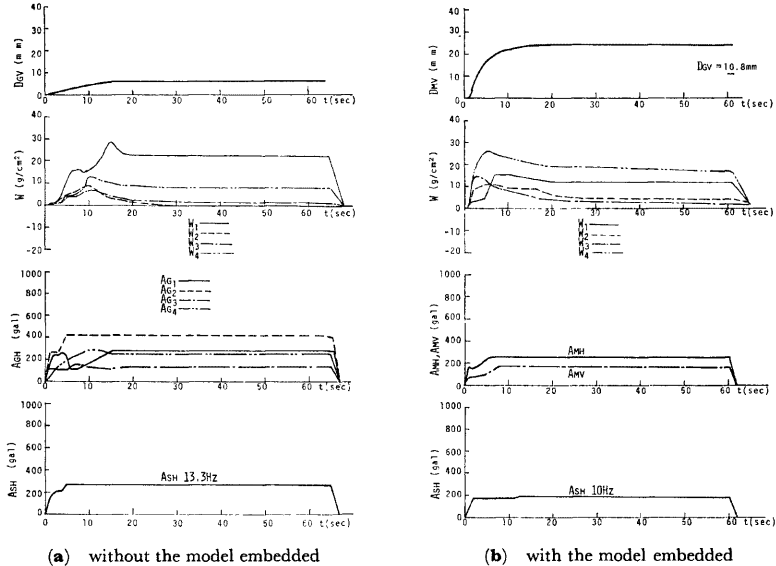 40
30
20
10
0
DGV (m m)
10 20 30 40 50 60 t(sec)
40
30
20
10
0
-10
-20
W (g/cm²)
10 20 30 40 50 60 t(sec)
W1
W2
W3
W4
1000
800
600
400
200
0
AGH (gal)
AG1
AG2
AG3
AG4
10 20 30 40 50 60 t(sec)
1000
800
600
400
200
0
ASH (gal)
ASH 13.3Hz
10 20 30 40 50 60 t(sec)
(a) without the model embedded
40
30
20
10
0
DMV (m m)
DGV =10.8mm
10 20 30 40 50 60 t(sec)
40
30
20
10
0
-10
-20
W (g/cm²)
10 20 30 40 50 60 t(sec)
W1
W2
W3
W4
1000
800
600
400
200
0
AMH,AMV (gal)
AMH
AMV
10 20 30 40 50 60 t(sec)
1000
800
600
400
200
0
ASH (gal)
ASH 10Hz
10 20 30 40 50 60 t(sec)
(b) with the model embedded